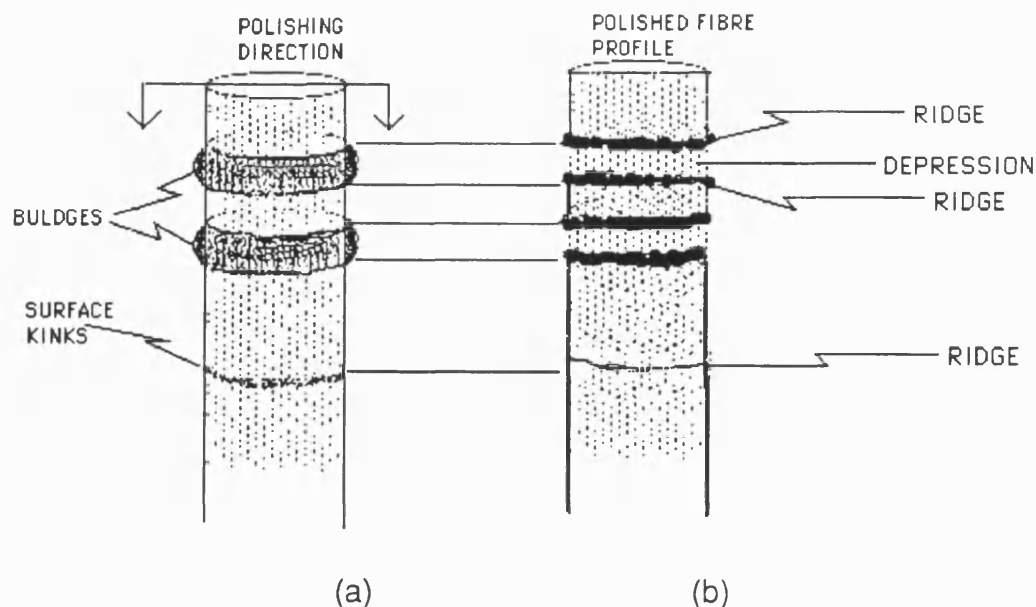 POLISHING
DIRECTION
POLISHED FIBRE
PROFILE
RIDGE
DEPRESSION
RIDGE
BULDGES
SURFACE
KINKS
RIDGE
(a)
(b)